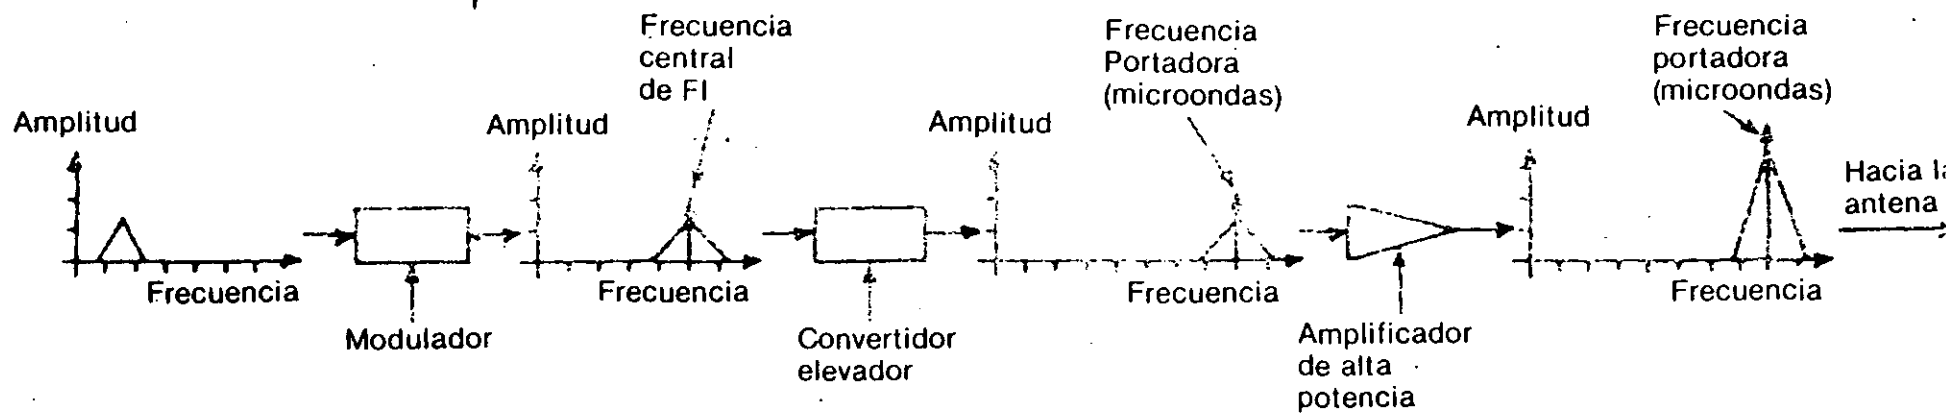 Frecuencia
central
de FI
Frecuencia
Portadora
(microondas)
Frecuencia
portadora
(microondas)
Amplitud
Amplitud
Amplitud
Amplitud
Hacia la
antena
Frecuencia
Frecuencia
Frecuencia
Frecuencia
Modulador
Convertidor
elevador
Amplificador
de alta
potencia